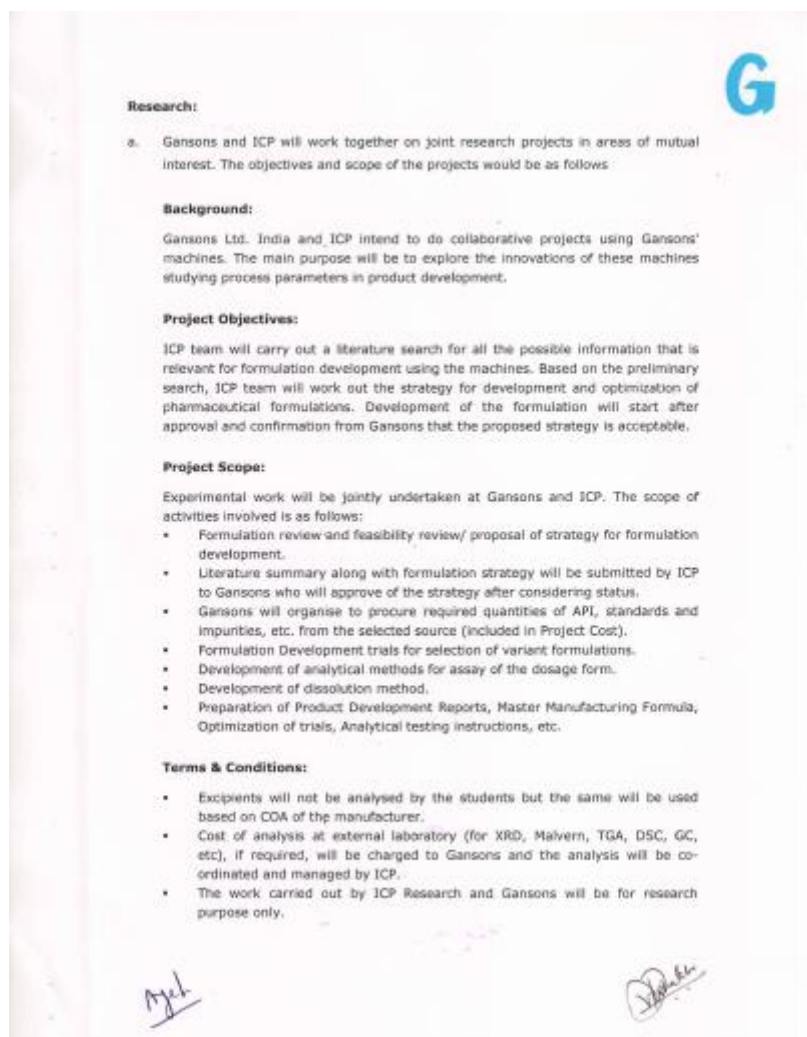 G
Research:
a. Gansons and ICP will work together on joint research projects in areas of mutual
interest. The objectives and scope of the projects would be as follows
Background:
Gansons Ltd. India and ICP intend to do collaborative projects using Gansons'
machines. The main purpose will be to explore the innovations of these machines
studying process parameters in product development.
Project Objectives:
ICP team will carry out a literature search for all the possible information that is
relevant for formulation development using the machines. Based on the preliminary
search, ICP team will work out the strategy for development and optimization of
pharmaceutical formulations. Development of the formulation will start after
approval and confirmation from Gansons that the proposed strategy is acceptable.
Project Scope:
Experimental work will be jointly undertaken at Gansons and ICP. The scope of
activities involved is as follows:
▪ Formulation review and feasibility review/ proposal of strategy for formulation
development.
▪ Literature summary along with formulation strategy will be submitted by ICP
to Gansons who will approve of the strategy after considering status.
▪ Gansons will organise to procure required quantities of API, standards and
impurities, etc. from the selected source (included in Project Cost).
▪ Formulation Development trials for selection of variant formulations.
▪ Development of analytical methods for assay of the dosage form.
▪ Development of dissolution method.
▪ Preparation of Product Development Reports, Master Manufacturing Formula,
Optimization of trials, Analytical testing instructions, etc.
Terms & Conditions:
▪ Excipients will not be analysed by the students but the same will be used
based on COA of the manufacturer.
▪ Cost of analysis at external laboratory (for XRD, Malvern, TGA, DSC, GC,
etc), if required, will be charged to Gansons and the analysis will be co-
ordinated and managed by ICP.
▪ The work carried out by ICP Research and Gansons will be for research
purpose only.